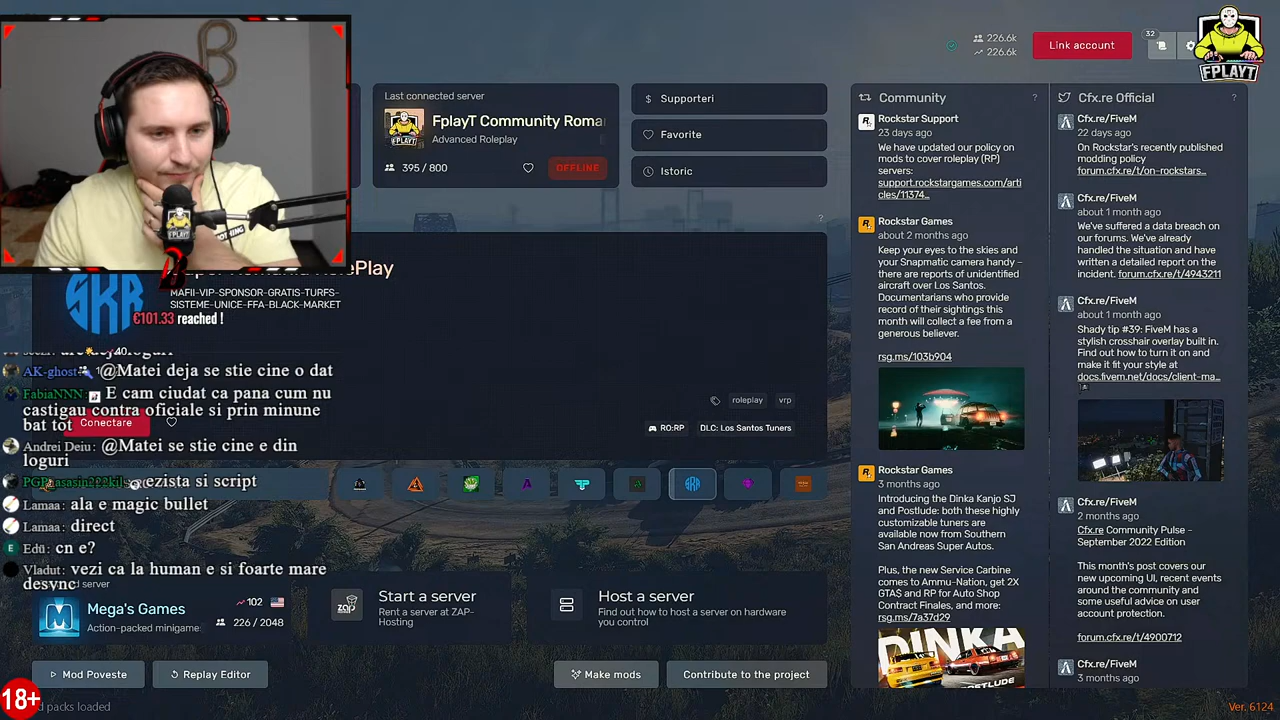 226.6k
226.6k
Link account
32
FPLAYT
Last connected server
FplayT Community Roma
Advanced Roleplay
395 / 800
OFFLINE
Supporteri
Favorite
Istoric
?
RolePlay
MAFII-VIP-SPONSOR-GRATIS-TURFS-
SISTEME-UNICE-FFA-BLACK-MARKET
€101.33 reached !
40
AK-ghost: @Matei deja se stie cine o dat
FabiaNNN: E cam ciudat ca pana cum nu
castigau contra oficiale si prin minune
bat tot
Conectare
Andrei Deiu: @Matei se stie cine e din
loguri
ezista si script
Lamaa: ala e magic bullet
Lamaa: direct
Edu: cn e?
Vladut: vezi ca la human e si foarte mare
desync
roleplay
vrp
RO:RP
DLC: Los Santos Tuners
SKR
Mega's Games
Action-packed minigame
102
226 / 2048
Start a server
Rent a server at ZAP-
Hosting
Host a server
Find out how to host a server on hardware
you control
Mod Poveste
Replay Editor
Make mods
Contribute to the project
18+
packs loaded
Ver. 6124
Community
?
Rockstar Support
23 days ago
We have updated our policy on
mods to cover roleplay (RP)
servers:
support.rockstargames.com/arti
cles/11374…
Rockstar Games
about 2 months ago
Keep your eyes to the skies and
your Snapmatic camera handy –
there are reports of unidentified
aircraft over Los Santos.
Documentarians who provide
record of their sightings this
month will collect a fee from a
generous believer.
rsg.ms/103b904
Rockstar Games
3 months ago
Introducing the Dinka Kanjo SJ
and Postlude: both these highly
customizable tuners are
available now from Southern
San Andreas Super Autos.
Plus, the new Service Carbine
comes to Ammu-Nation, get 2X
GTA$ and RP for Auto Shop
Contract Finales, and more:
rsg.ms/7a37d29
DINKA
POSTLUDE
Cfx.re Official
?
Cfx.re/FiveM
22 days ago
On Rockstar's recently published
modding policy
forum.cfx.re/t/on-rockstars…
Cfx.re/FiveM
about 1 month ago
We've suffered a data breach on
our forums. We've already
handled the situation and have
written a detailed report on the
incident. forum.cfx.re/t/4943211
Cfx.re/FiveM
about 1 month ago
Shady tip #39: FiveM has a
stylish crosshair overlay built in.
Find out how to turn it on and
make it fit your style at
docs.fivem.net/docs/client-ma…
Cfx.re/FiveM
2 months ago
Cfx.re Community Pulse –
September 2022 Edition
This month's post covers our
new upcoming UI, recent events
around the community and
some useful advice on user
account protection.
forum.cfx.re/t/4900712
Cfx.re/FiveM
3 months ago